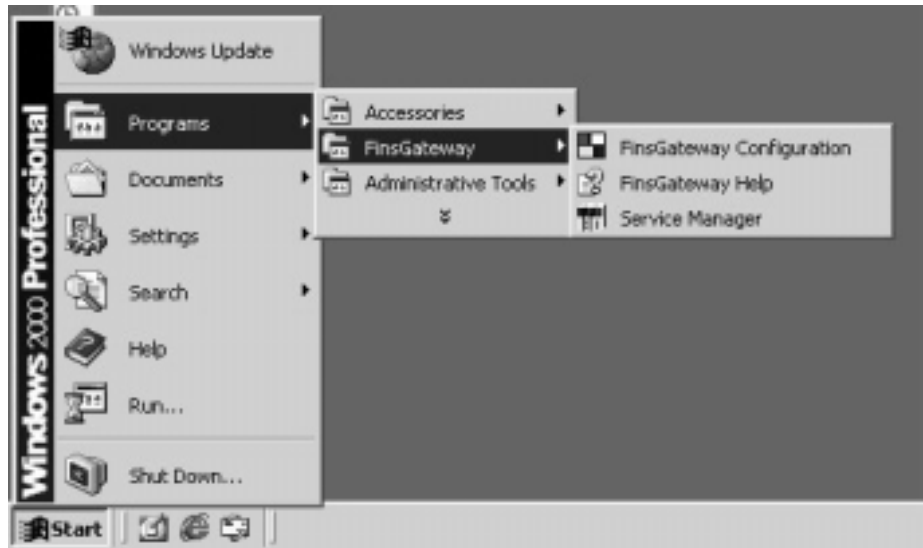 Windows 2000 Professional
Windows Update
Programs
Documents
Settings
Search
Help
Run...
Shut Down...
Accessories
FinsGateway
Administrative Tools
FinsGateway Configuration
FinsGateway Help
Service Manager
Start